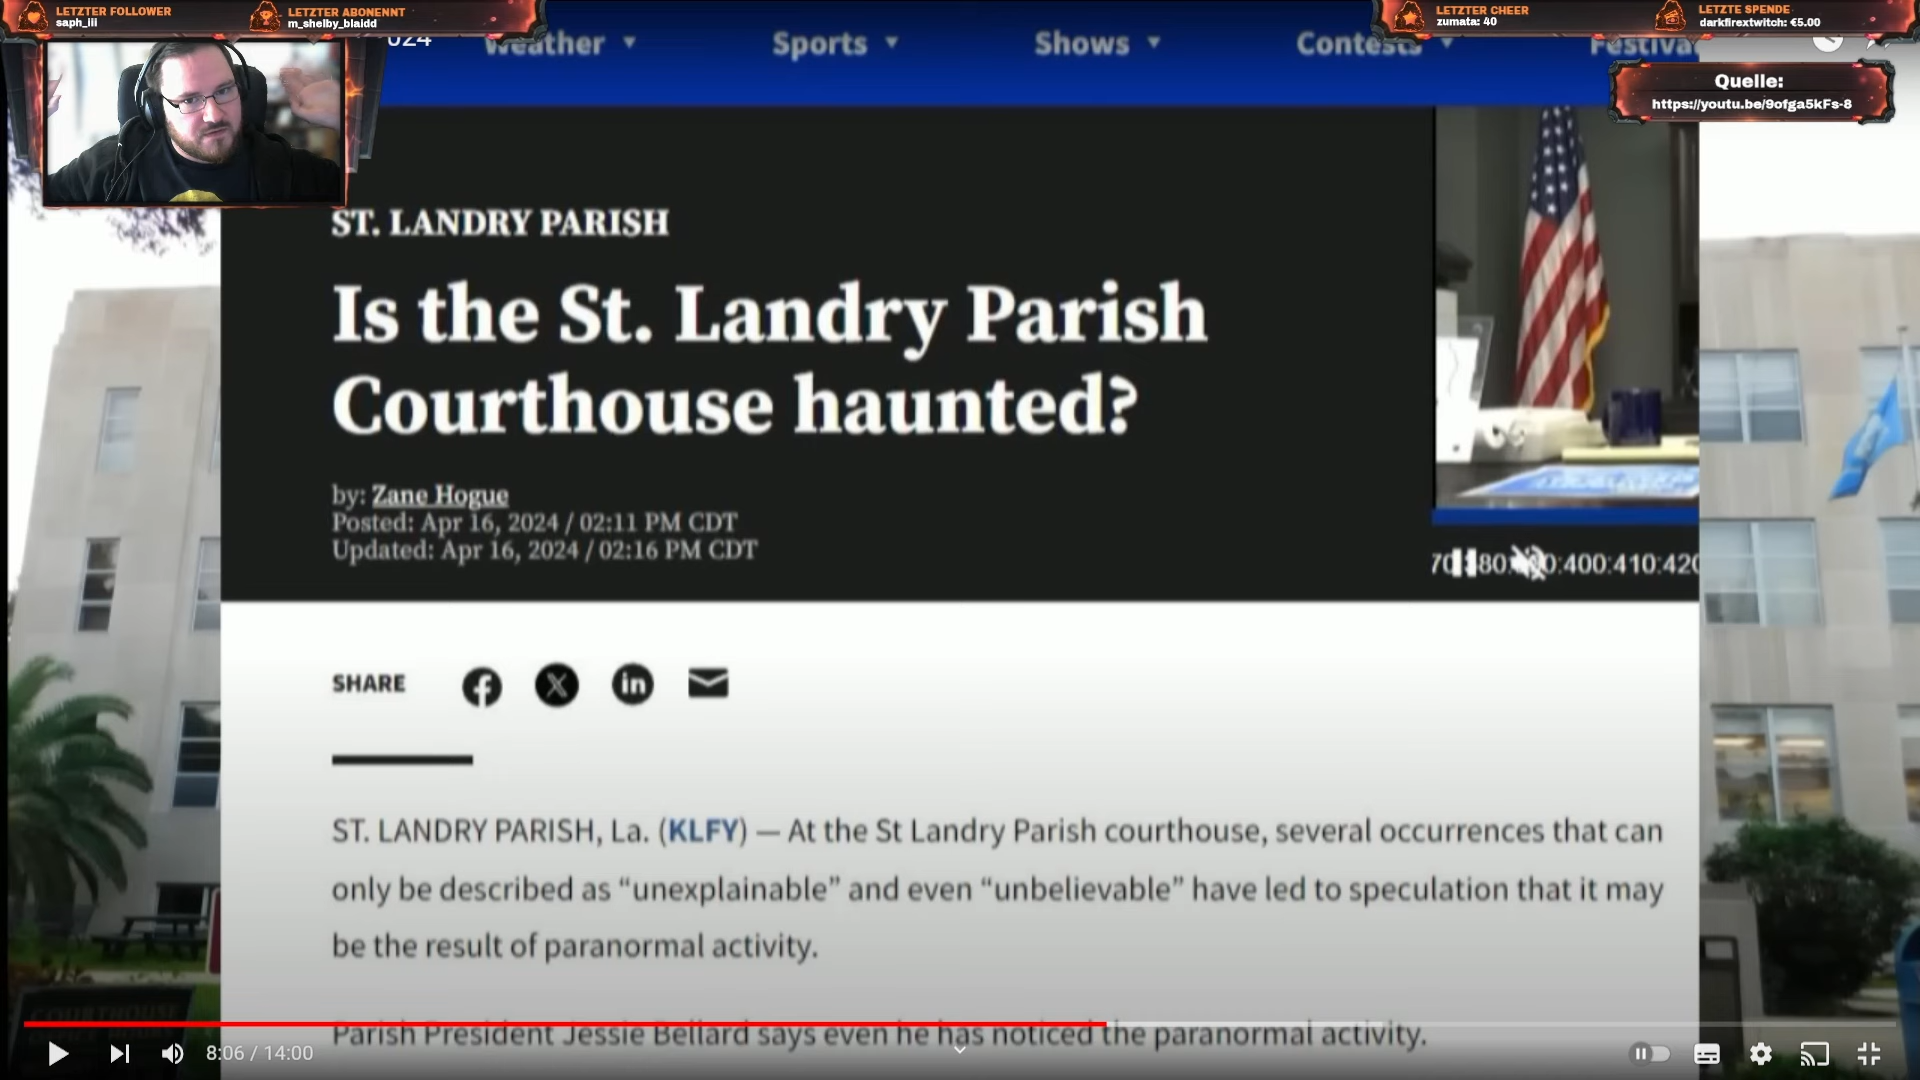 LETZTER FOLLOWER
saph_iii
LETZTER ABONENNT
m_shelby_blaidd
LETZTER CHEER
zumata: 40
LETZTE SPENDE
darkfirextwitch: €5.00
Weather
Sports
Shows
Contests
Quelle:
https://youtu.be/9ofga5kFs-8
ST. LANDRY PARISH
Is the St. Landry Parish
Courthouse haunted?
by: Zane Hogue
Posted: Apr 16, 2024 / 02:11 PM CDT
Updated: Apr 16, 2024 / 02:16 PM CDT
SHARE
ST. LANDRY PARISH, La. (KLFY) — At the St Landry Parish courthouse, several occurrences that can
only be described as “unexplainable” and even “unbelievable” have led to speculation that it may
be the result of paranormal activity.
COURTHOUSE
Parish President Jessie Bellard says even he has noticed the paranormal activity.
8:06 / 14:00